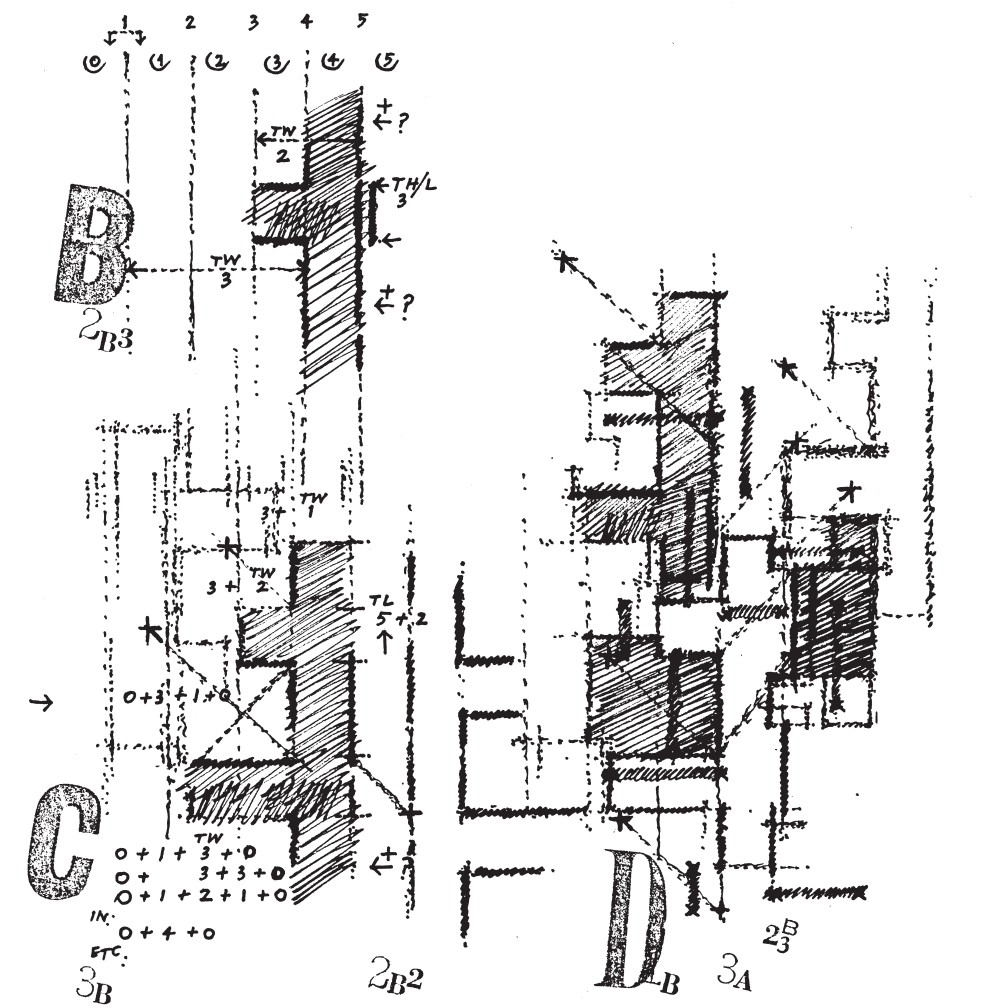 1 2 3 4 5
0 1 2 3 4 5
+
← ?
TW
2
TH/L
3
B
TW
3
+
← ?
2B3
TW
3+ 1
TW
3+ 2
TL
5+2
→ 0+3+1+0
C
TW
0+1+3+0
0+ 3+3+0
0+1+2+1+0
IN.
0+4+0
ETC.
← +
3B
2B2
D
1B
3A
2B3